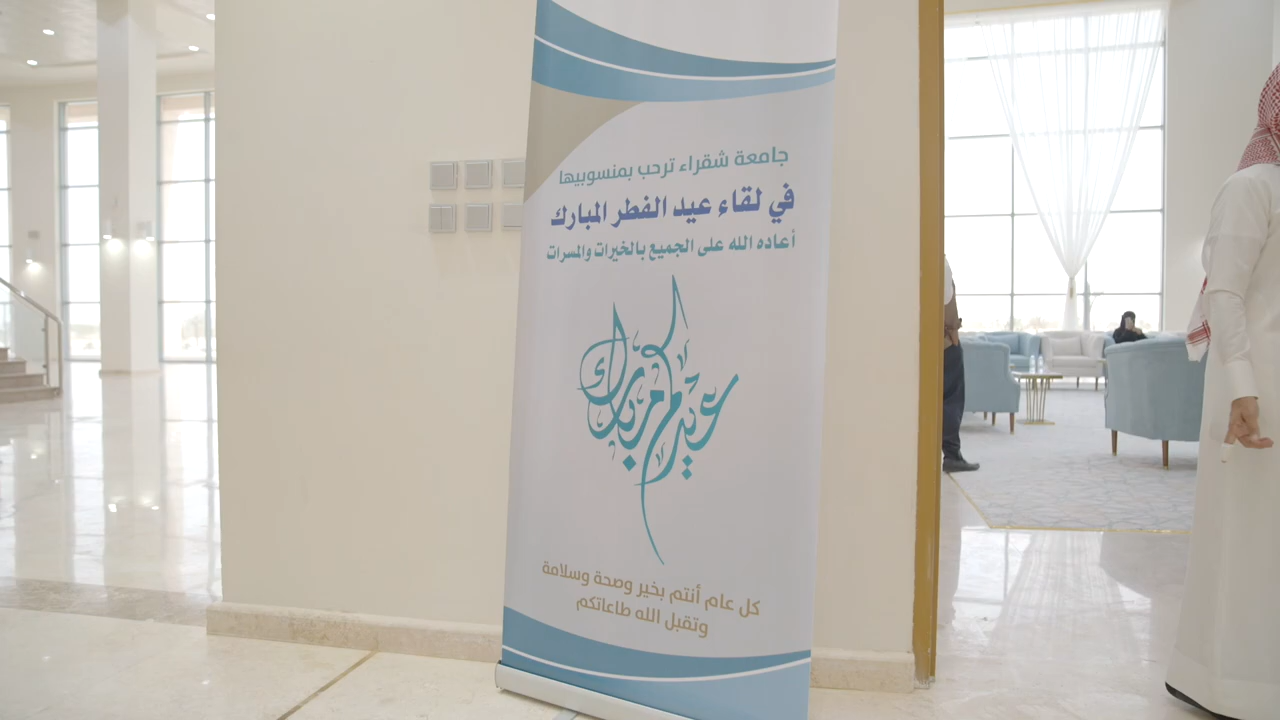 جامعة شقراء ترحب بمنسوبيها
في لقاء عيد الفطر المبارك
أعاده الله على الجميع بالخيرات والمسرات
عيدكم مبارك
كل عام أنتم بخير وصحة وسلامة
وتقبل الله طاعاتكم